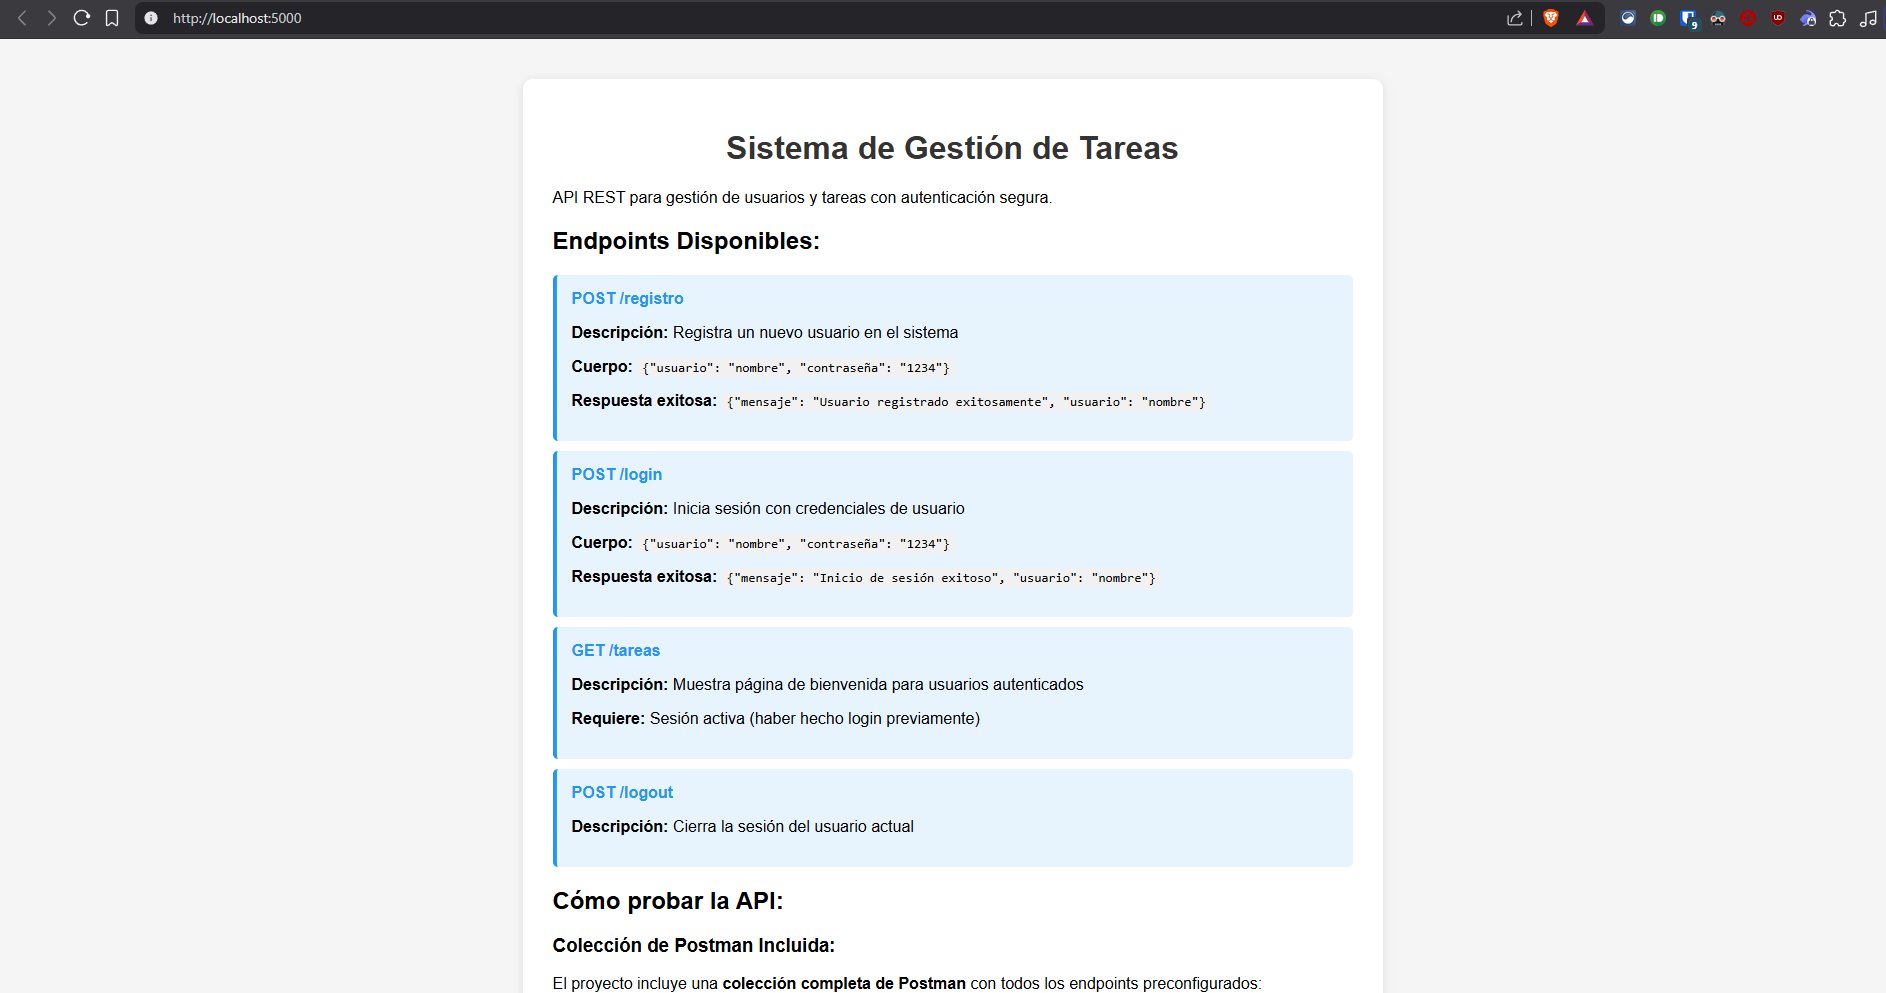 http://localhost:5000
9
Sistema de Gestión de Tareas
API REST para gestión de usuarios y tareas con autenticación segura.
Endpoints Disponibles:
POST /registro
Descripción: Registra un nuevo usuario en el sistema
Cuerpo: {"usuario": "nombre", "contraseña": "1234"}
Respuesta exitosa: {"mensaje": "Usuario registrado exitosamente", "usuario": "nombre"}
POST /login
Descripción: Inicia sesión con credenciales de usuario
Cuerpo: {"usuario": "nombre", "contraseña": "1234"}
Respuesta exitosa: {"mensaje": "Inicio de sesión exitoso", "usuario": "nombre"}
GET /tareas
Descripción: Muestra página de bienvenida para usuarios autenticados
Requiere: Sesión activa (haber hecho login previamente)
POST /logout
Descripción: Cierra la sesión del usuario actual
Cómo probar la API:
Colección de Postman Incluida:
El proyecto incluye una colección completa de Postman con todos los endpoints preconfigurados: